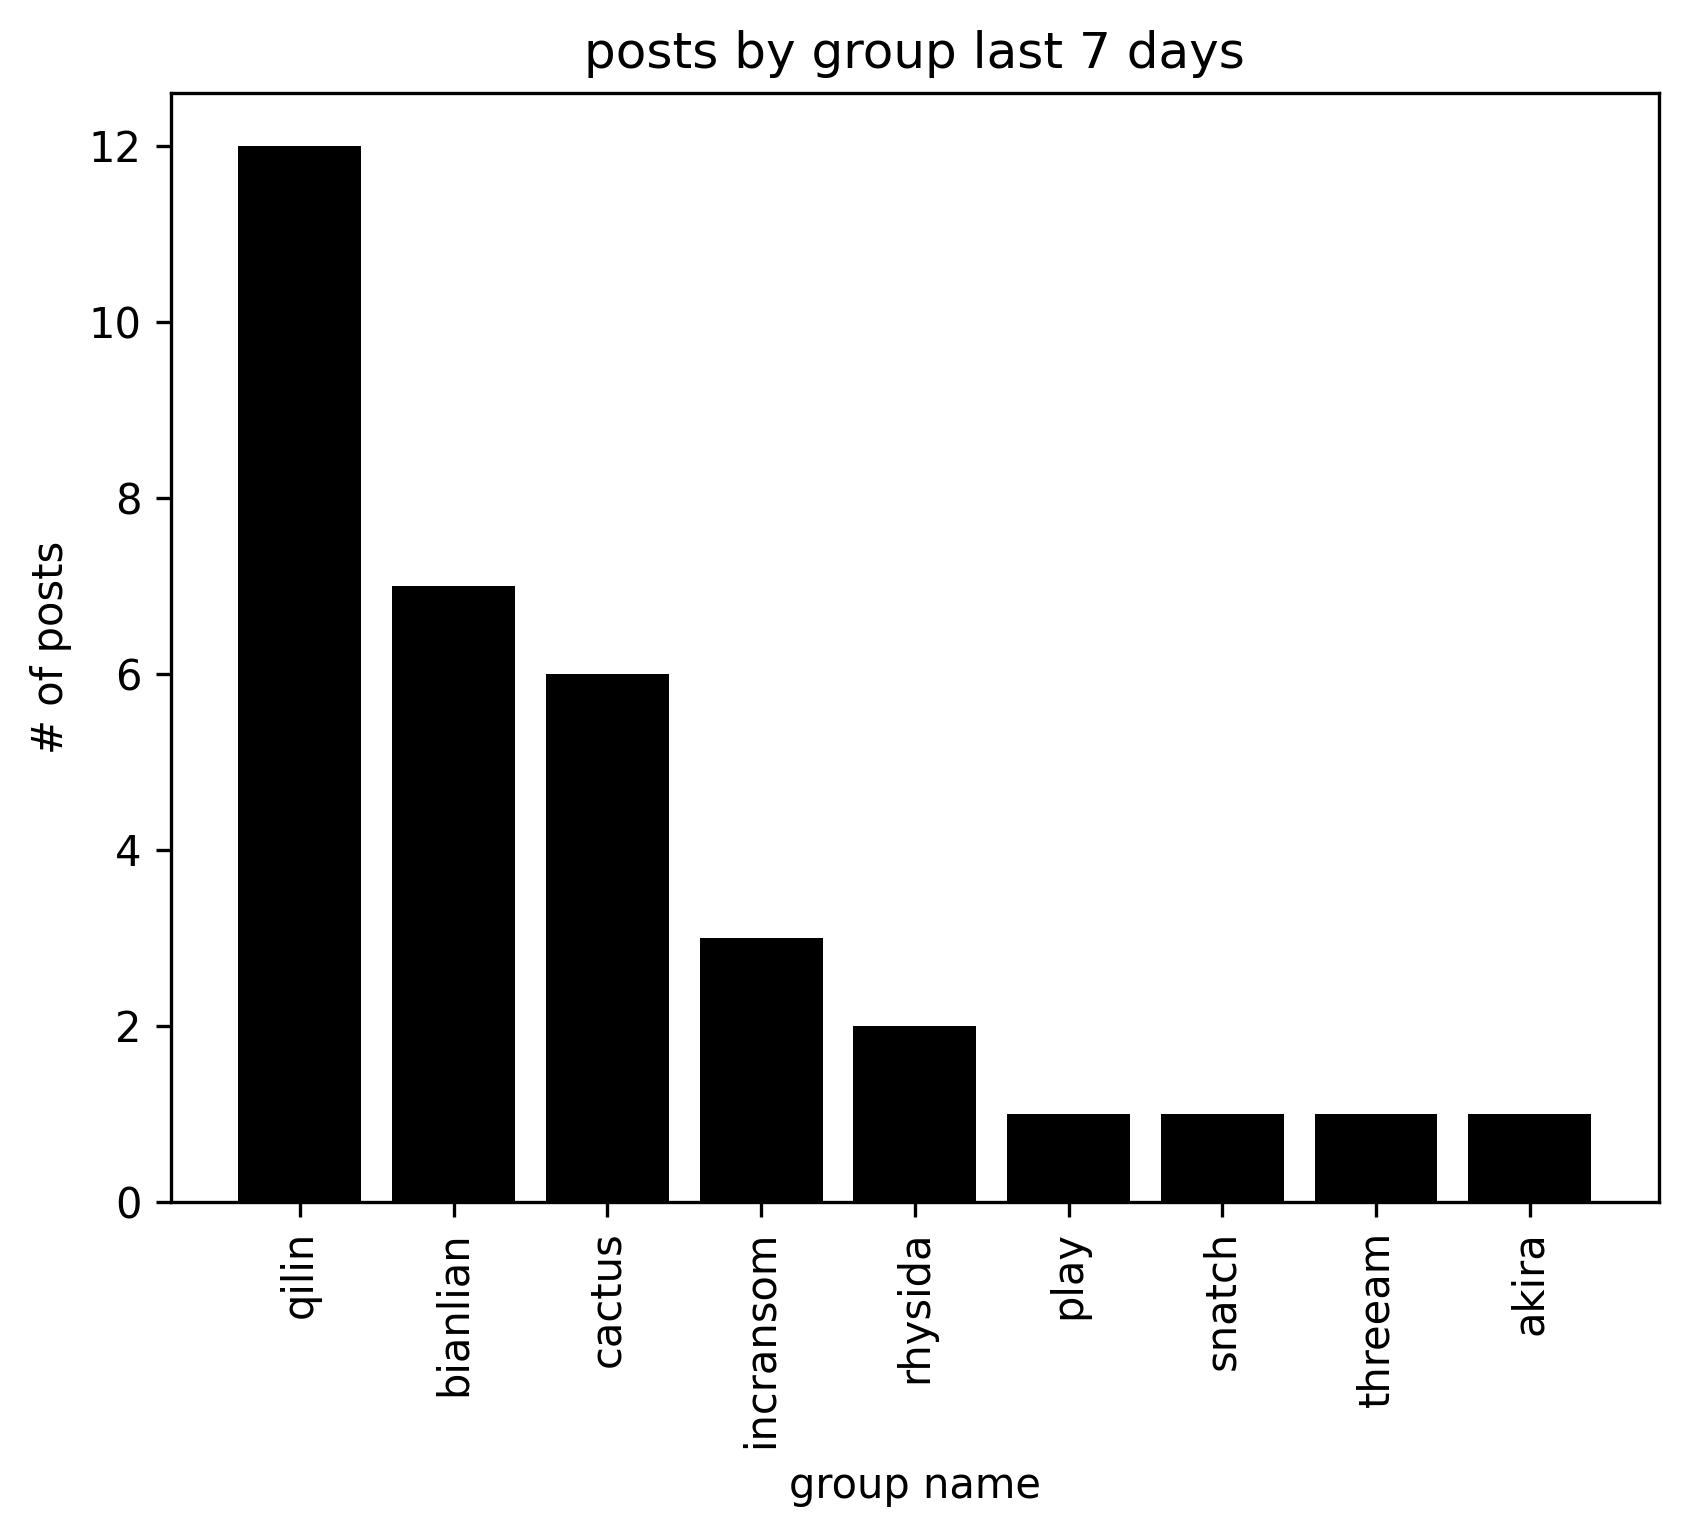 posts by group last 7 days
12
10
8
6
4
2
0
# of posts
qilin
bianlian
cactus
incransom
rhysida
play
snatch
threeam
akira
group name